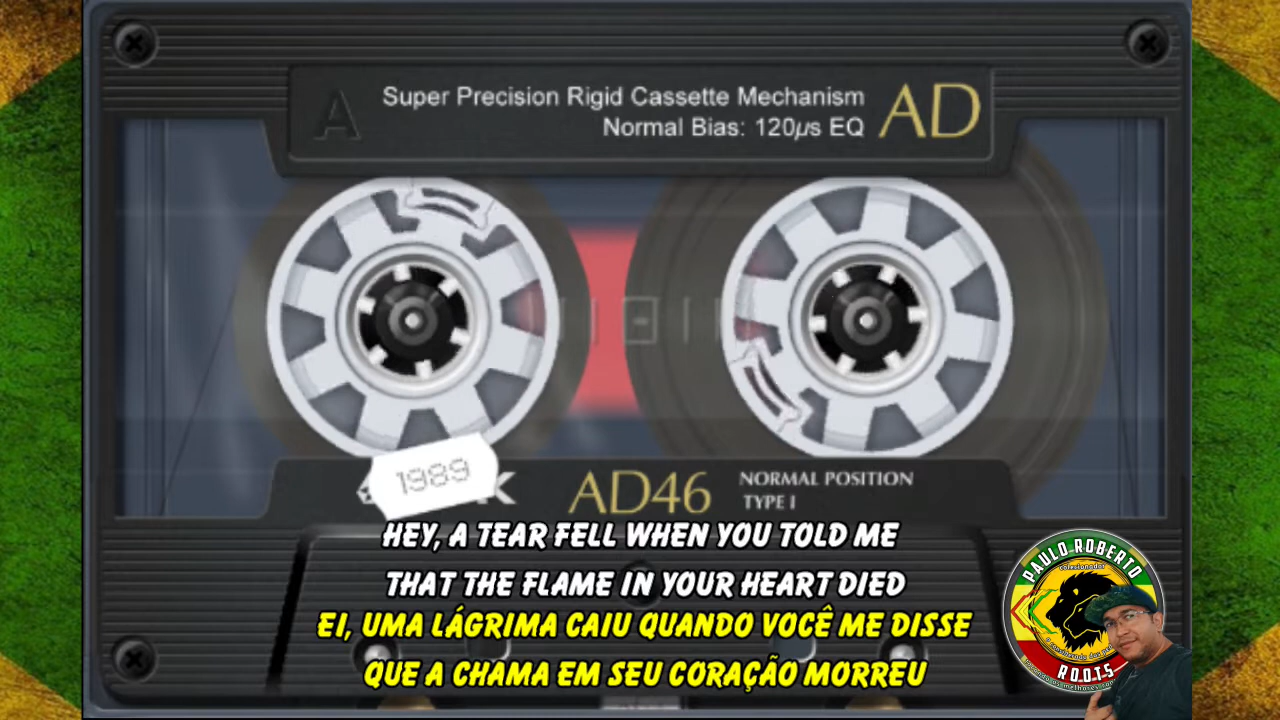 A
Super Precision Rigid Cassette Mechanism
Normal Bias: 120µs EQ
AD
1989
K
AD46
NORMAL POSITION
TYPE I
HEY, A TEAR FELL WHEN YOU TOLD ME
THAT THE FLAME IN YOUR HEART DIED
EI, UMA LÁGRIMA CAIU QUANDO VOCÊ ME DISSE
QUE A CHAMA EM SEU CORAÇÃO MORREU
PAULO ROBERTO
colecionador
ROOTS